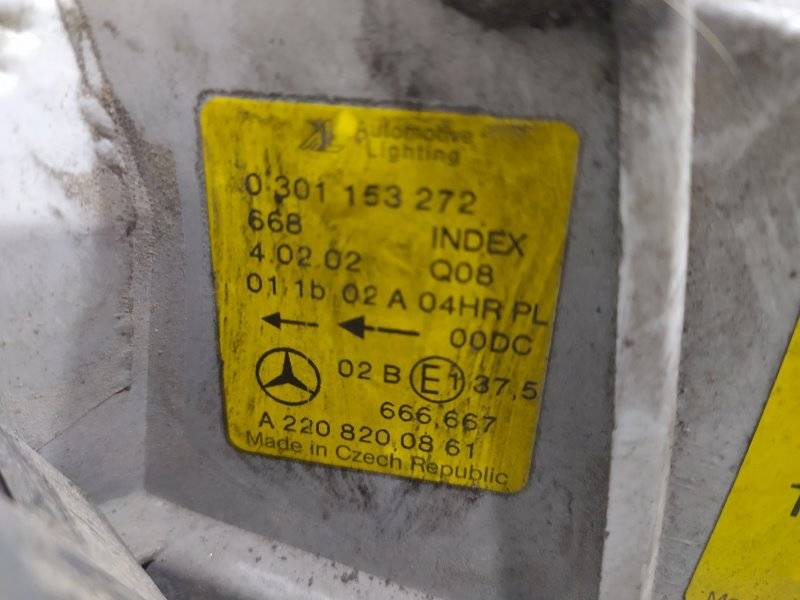 Automotive
Lighting
0 301 153 272
668 INDEX
4.02.02 Q08
01 1b 02 A 04HR PL
00DC
02 B E1 37,5
666,667
A 220 820 08 61
Made in Czech Republic